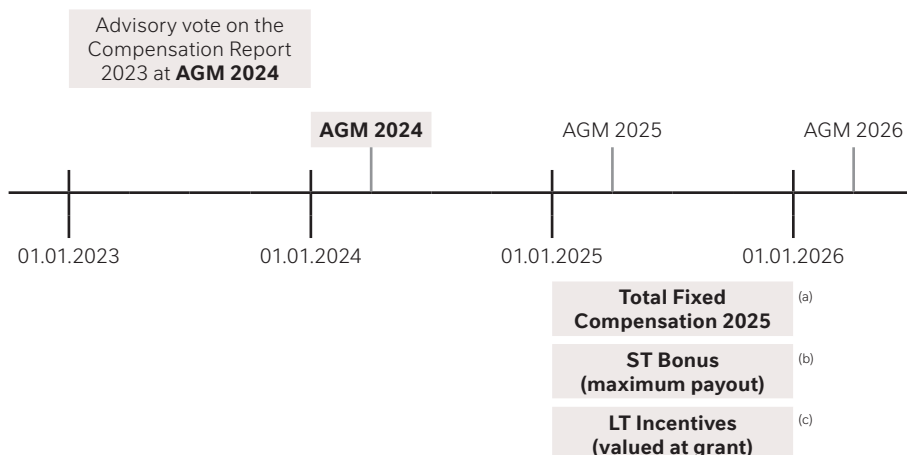 Advisory vote on the
Compensation Report
2023 at AGM 2024
AGM 2024
AGM 2025
AGM 2026
01.01.2023
01.01.2024
01.01.2025
01.01.2026
Total Fixed
Compensation 2025
(a)
ST Bonus
(maximum payout)
(b)
LT Incentives
(valued at grant)
(c)